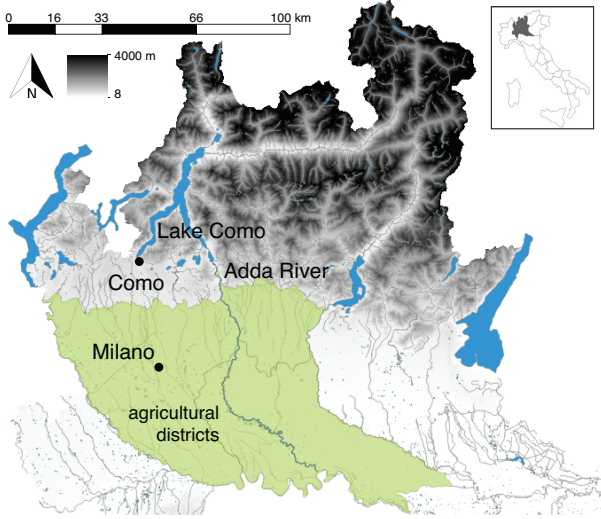 0 16 33 66 100 km
4000 m
8
N
Lake Como
Como
Adda River
Milano
agricultural
districts